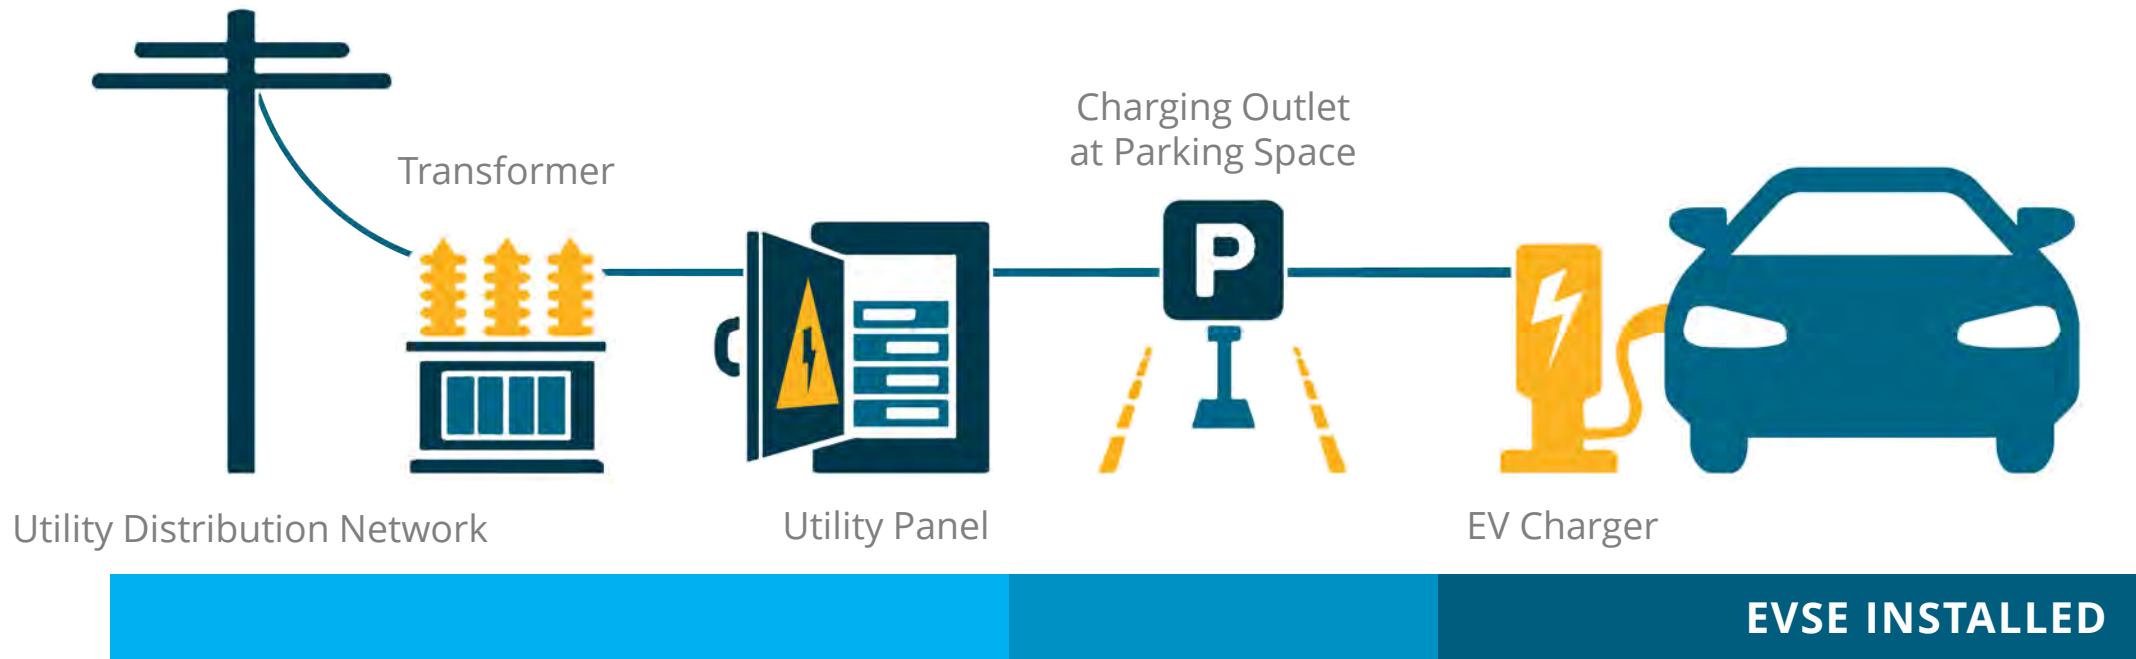 Charging Outlet
at Parking Space
Transformer
P
Utility Distribution Network
Utility Panel
EV Charger
EVSE INSTALLED